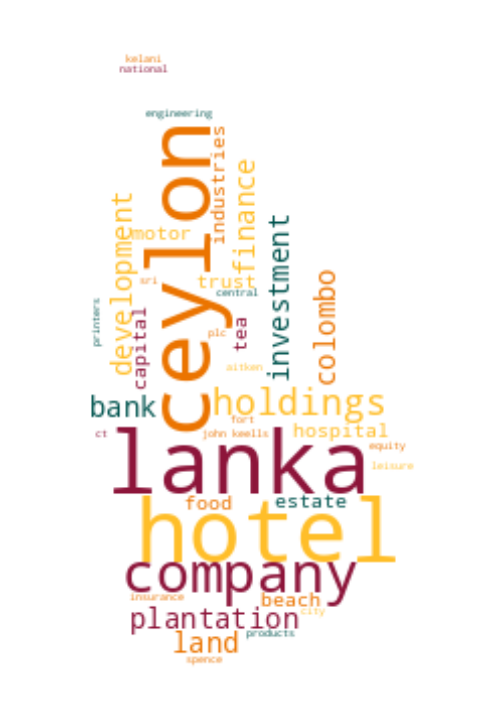 kelani
national
engineering
ceylon
industries
finance
development
motor
investment
sri
trust
central
colombo
printers
capital
plc
tea
aitken
bank
holdings
fort
ct
john keells
hospital
lanka
equity
leisure
food
estate
hotel
company
insurance
beach
city
plantation
land
products
spence